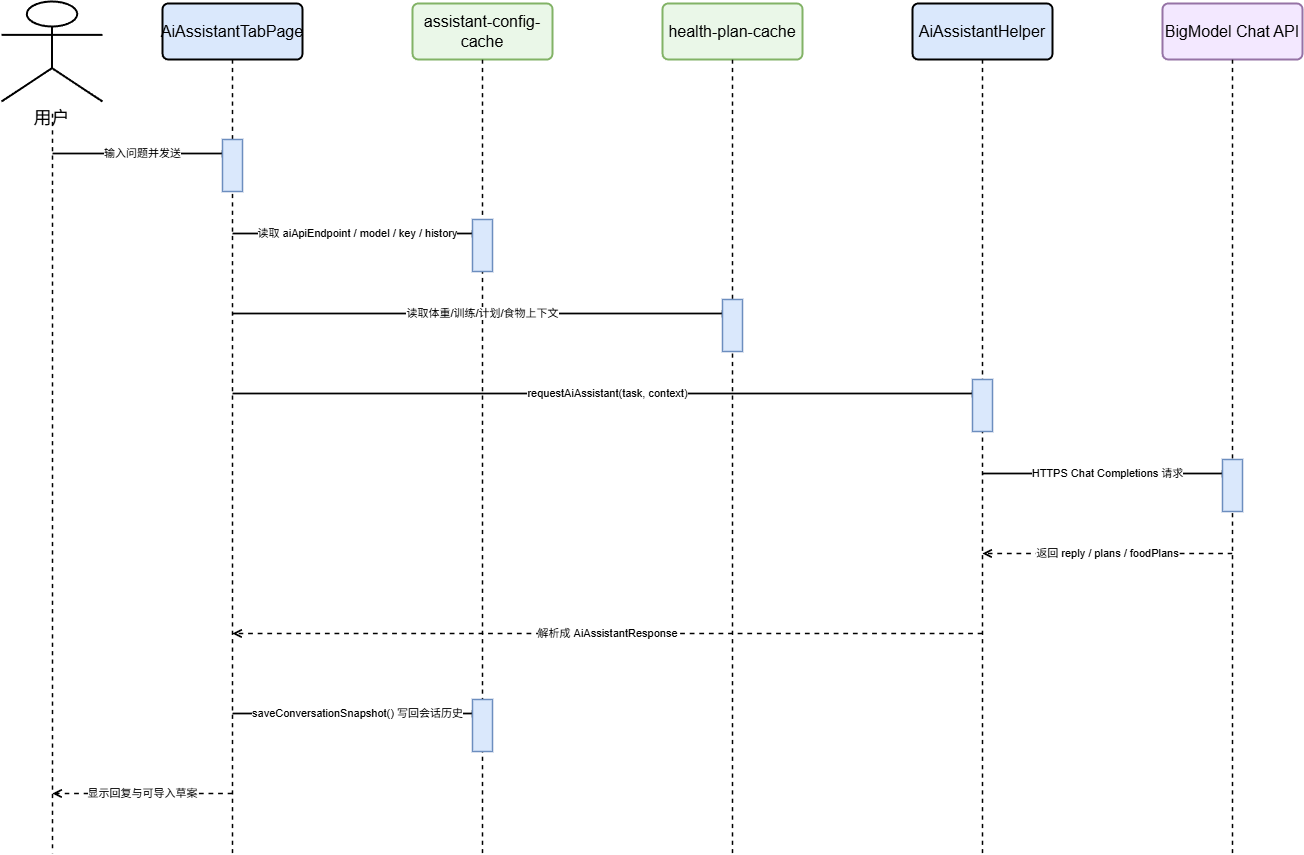 用户
AiAssistantTabPage
assistant-config-
cache
health-plan-cache
AiAssistantHelper
BigModel Chat API
输入问题并发送
读取 aiApiEndpoint / model / key / history
读取体重/训练/计划/食物上下文
requestAiAssistant(task, context)
HTTPS Chat Completions 请求
返回 reply / plans / foodPlans
解析成 AiAssistantResponse
saveConversationSnapshot() 写回会话历史
显示回复与可导入草案